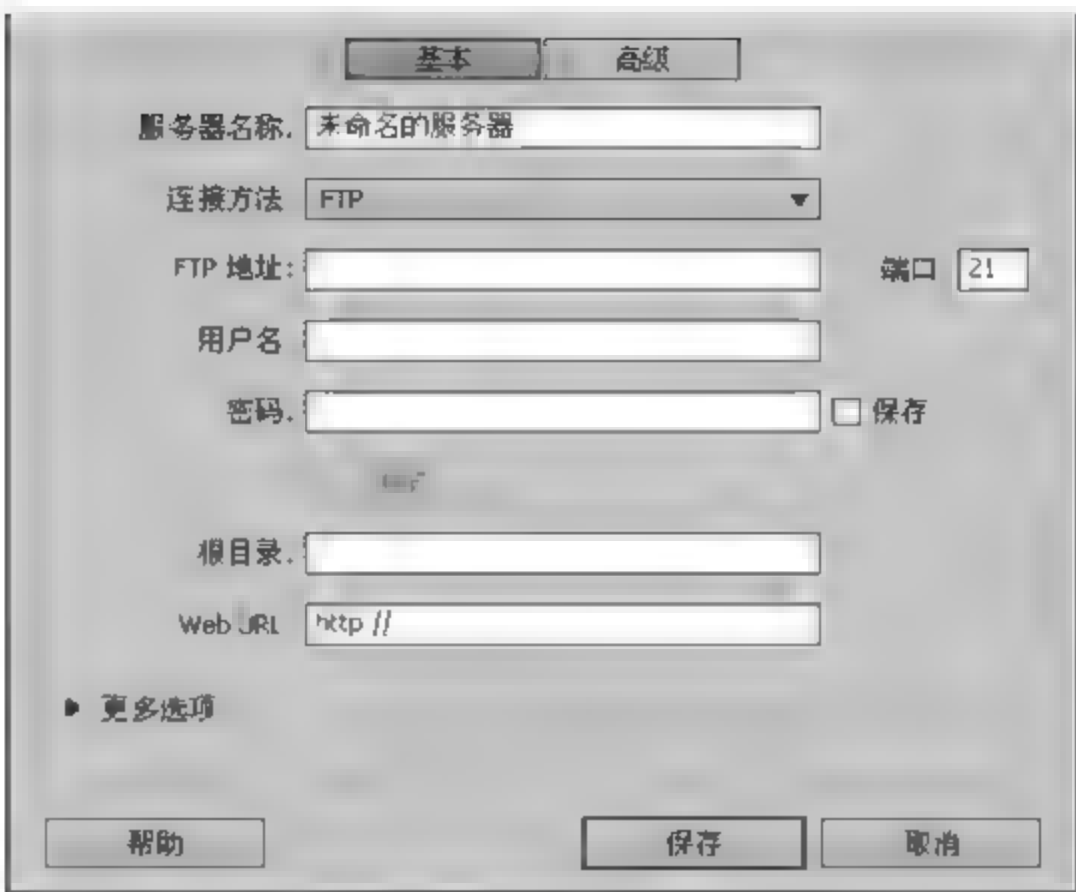 基本 高级
服务器名称: 未命名的服务器
连接方法 FTP
FTP 地址: 端口 21
用户名
密码: 保存
根目录:
Web URL http://
更多选项
帮助 保存 取消